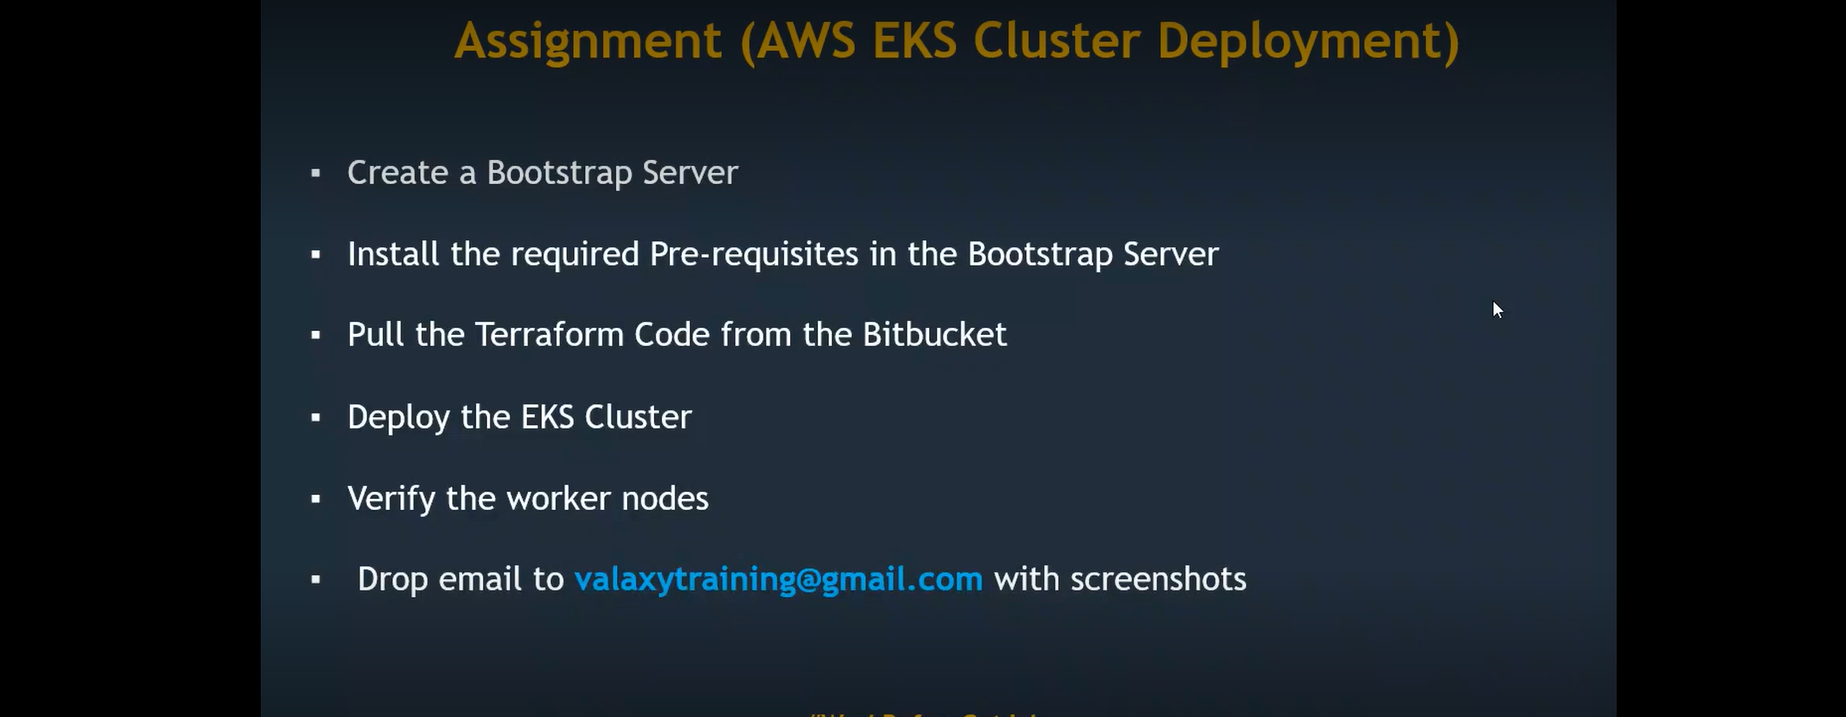 Assignment (AWS EKS Cluster Deployment)
▪ Create a Bootstrap Server
▪ Install the required Pre-requisites in the Bootstrap Server
▪ Pull the Terraform Code from the Bitbucket
▪ Deploy the EKS Cluster
▪ Verify the worker nodes
▪ Drop email to valaxytraining@gmail.com with screenshots